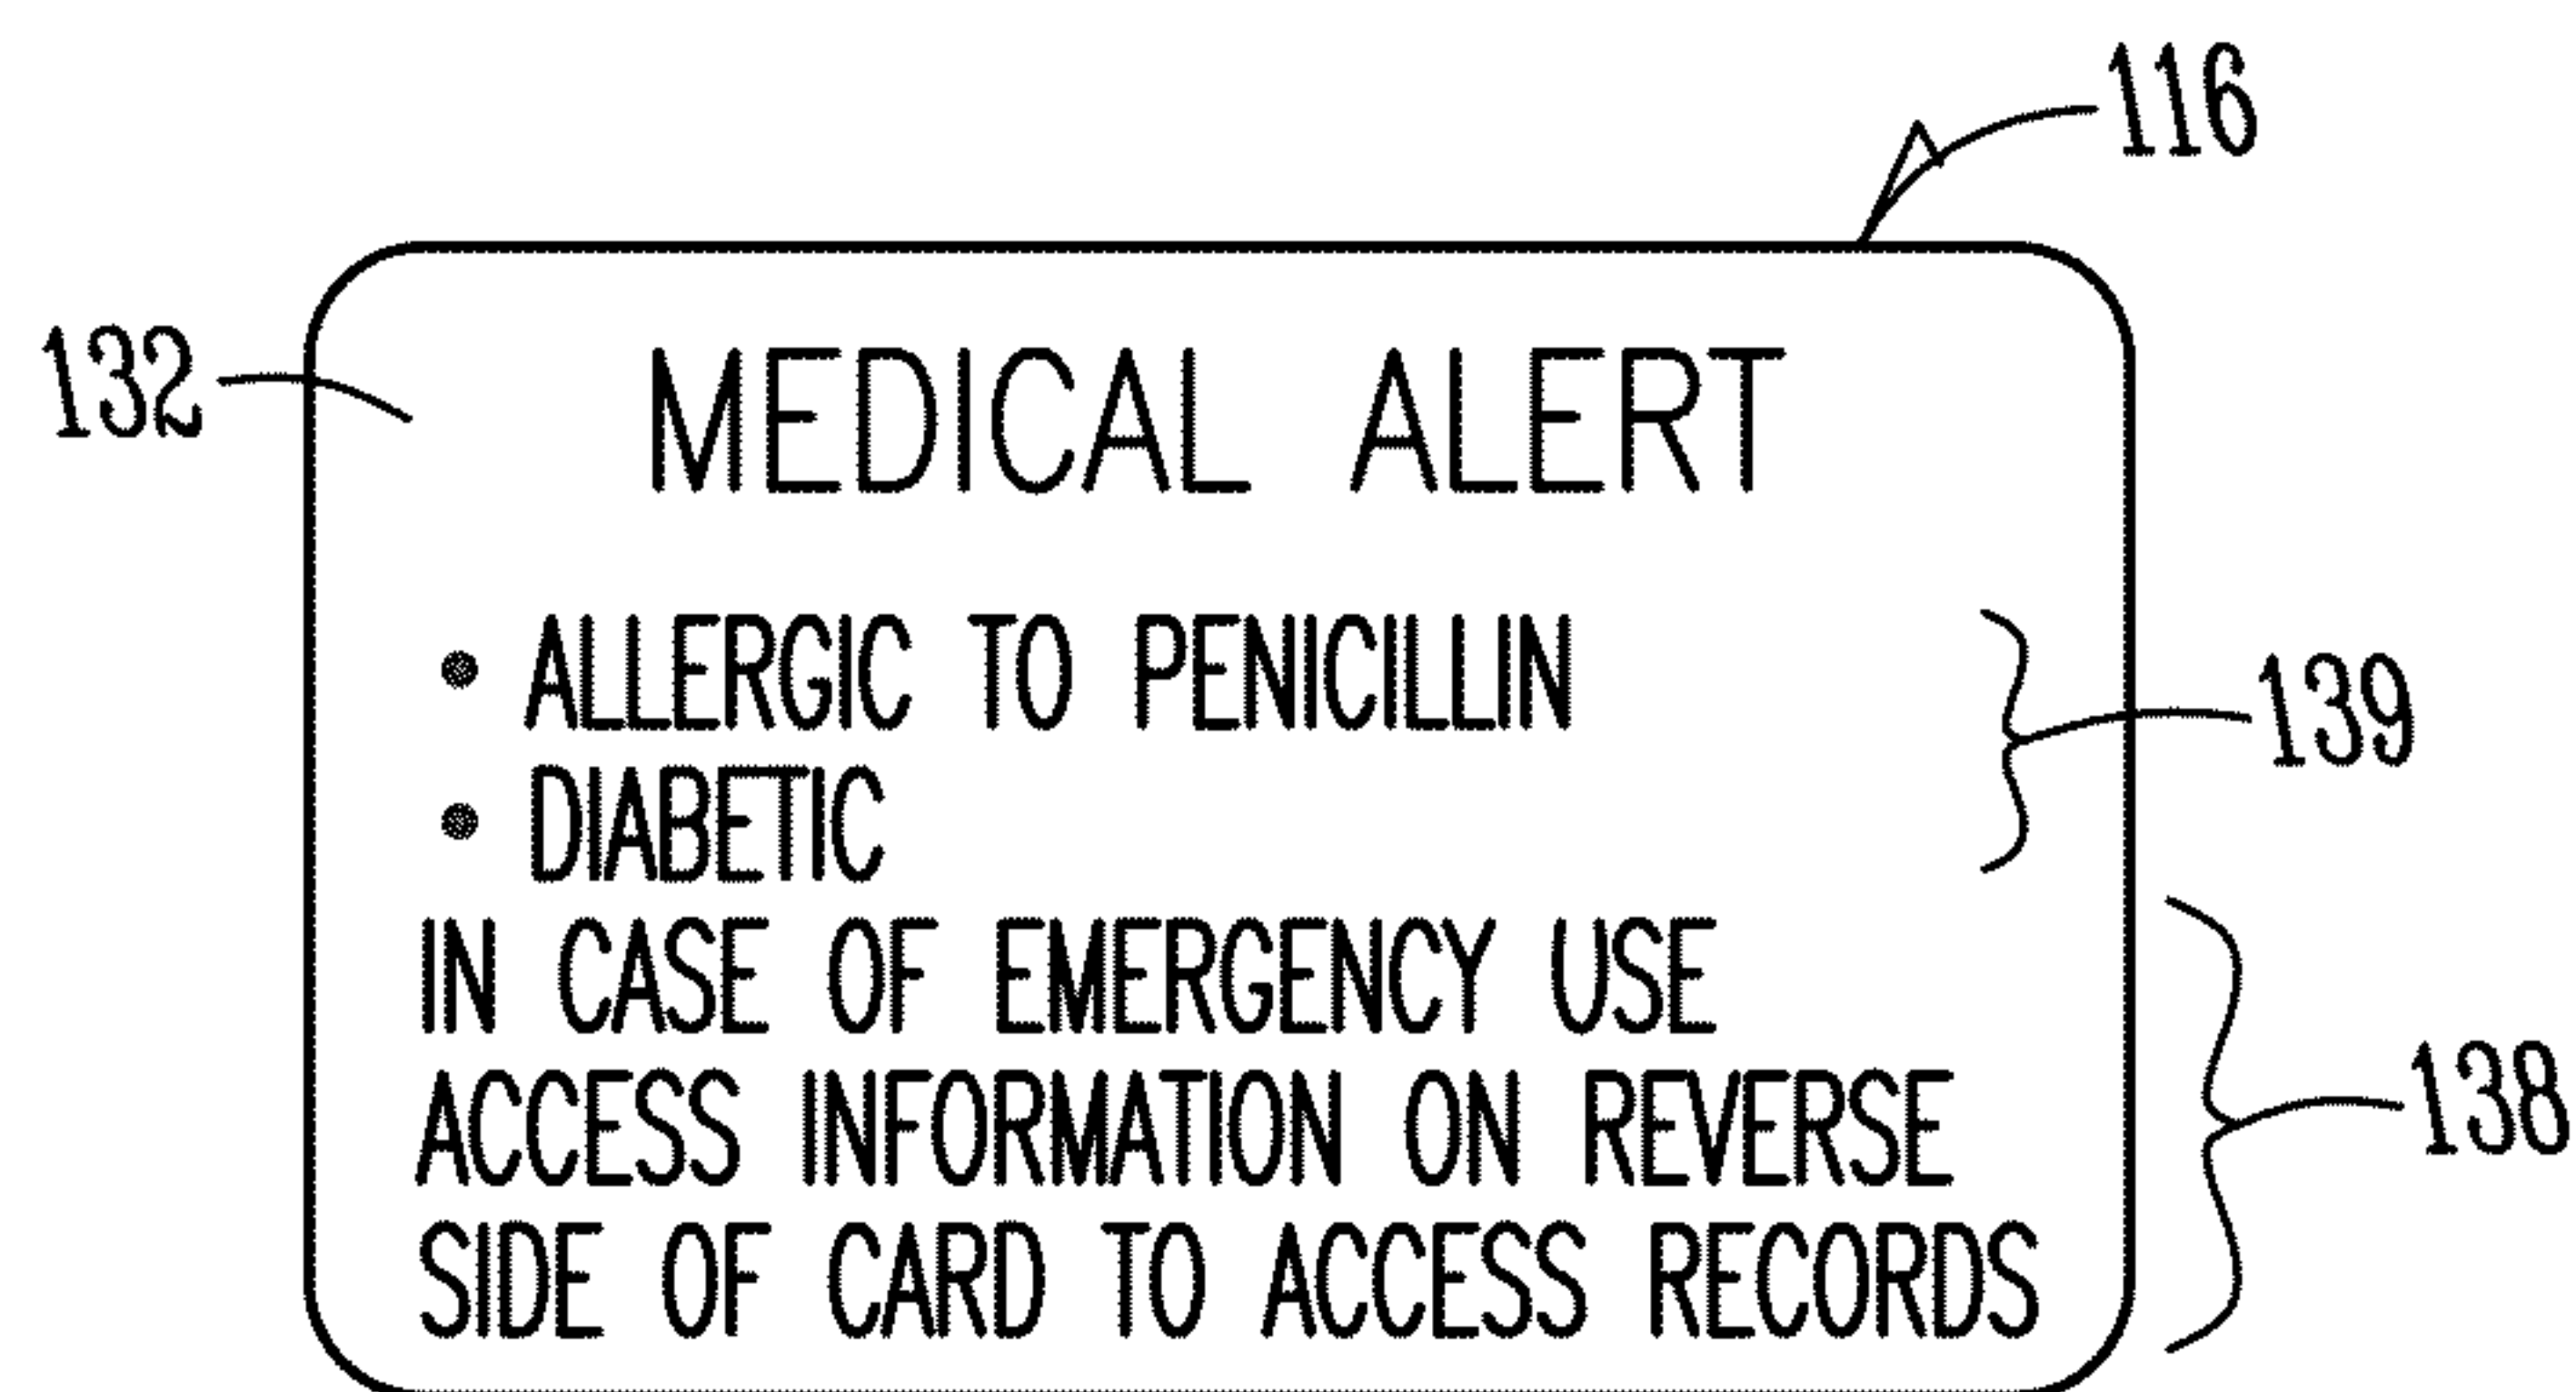 116
132
MEDICAL ALERT
• ALLERGIC TO PENICILLIN
139
• DIABETIC
IN CASE OF EMERGENCY USE
ACCESS INFORMATION ON REVERSE
138
SIDE OF CARD TO ACCESS RECORDS